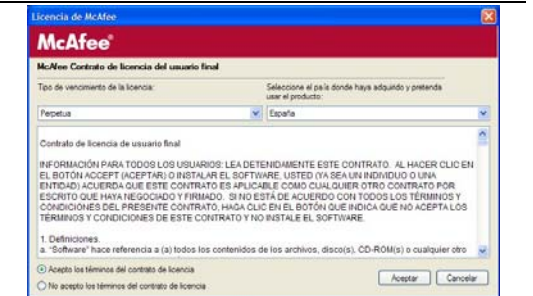 Licencia de McAfee
McAfee®
McAfee Contrato de licencia del usuario final
Tipo de vencimiento de la licencia:
Seleccione el país donde haya adquirido y pretenda
usar el producto:
Perpetua
España
Contrato de licencia de usuario final
INFORMACIÓN PARA TODOS LOS USUARIOS: LEA DETENIDAMENTE ESTE CONTRATO. AL HACER CLIC EN
EL BOTÓN ACCEPT (ACEPTAR) O INSTALAR EL SOFTWARE, USTED (YA SEA UN INDIVIDUO O UNA
ENTIDAD) ACUERDA QUE ESTE CONTRATO ES APLICABLE COMO CUALQUIER OTRO CONTRATO POR
ESCRITO QUE HAYA NEGOCIADO Y FIRMADO. SI NO ESTÁ DE ACUERDO CON TODOS LOS TÉRMINOS Y
CONDICIONES DEL PRESENTE CONTRATO, HAGA CLIC EN EL BOTÓN QUE INDICA QUE NO ACEPTA LOS
TÉRMINOS Y CONDICIONES DE ESTE CONTRATO Y NO INSTALE EL SOFTWARE.
1. Definiciones.
a. "Software" hace referencia a (a) todos los contenidos de los archivos, disco(s), CD-ROM(s) o cualquier otro
Acepto los términos del contrato de licencia
No acepto los términos del contrato de licencia
Aceptar
Cancelar